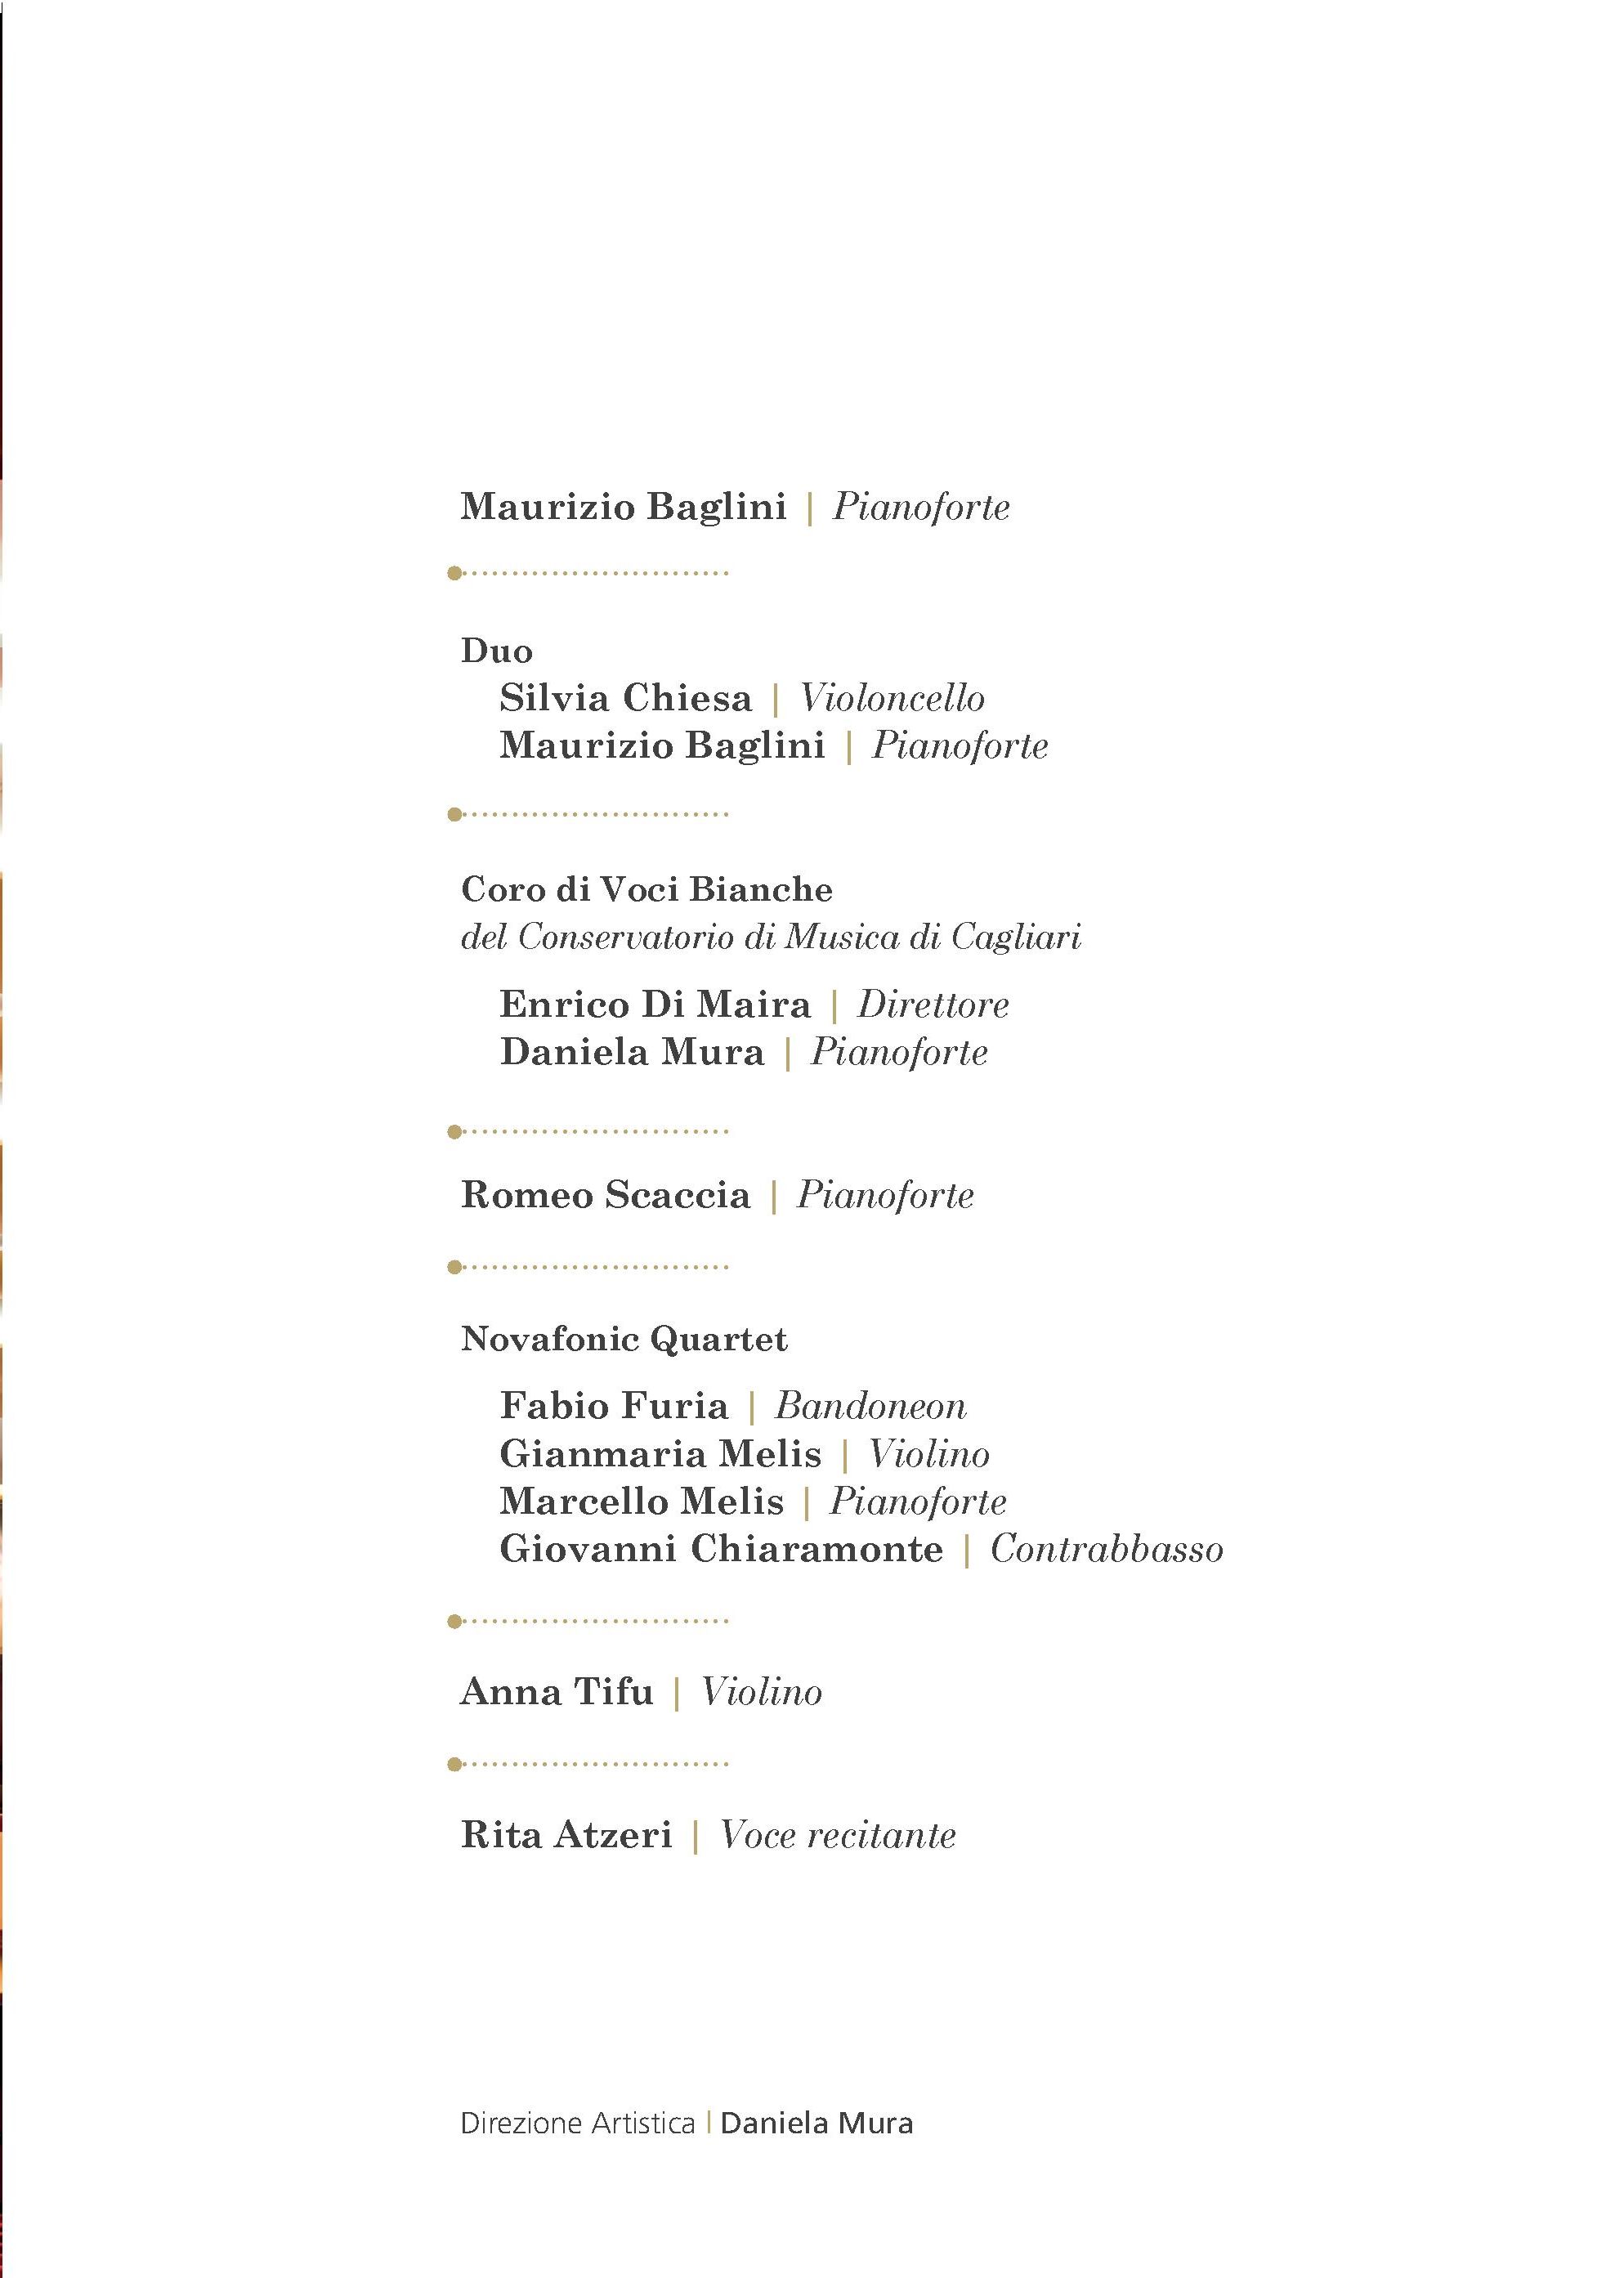 Maurizio Baglini | Pianoforte
Duo
Silvia Chiesa | Violoncello
Maurizio Baglini | Pianoforte
Coro di Voci Bianche
del Conservatorio di Musica di Cagliari
Enrico Di Maira | Direttore
Daniela Mura | Pianoforte
Romeo Scaccia | Pianoforte
Novafonic Quartet
Fabio Furia | Bandoneon
Gianmaria Melis | Violino
Marcello Melis | Pianoforte
Giovanni Chiaramonte | Contrabbasso
Anna Tifu | Violino
Rita Atzeri | Voce recitante
Direzione Artistica | Daniela Mura